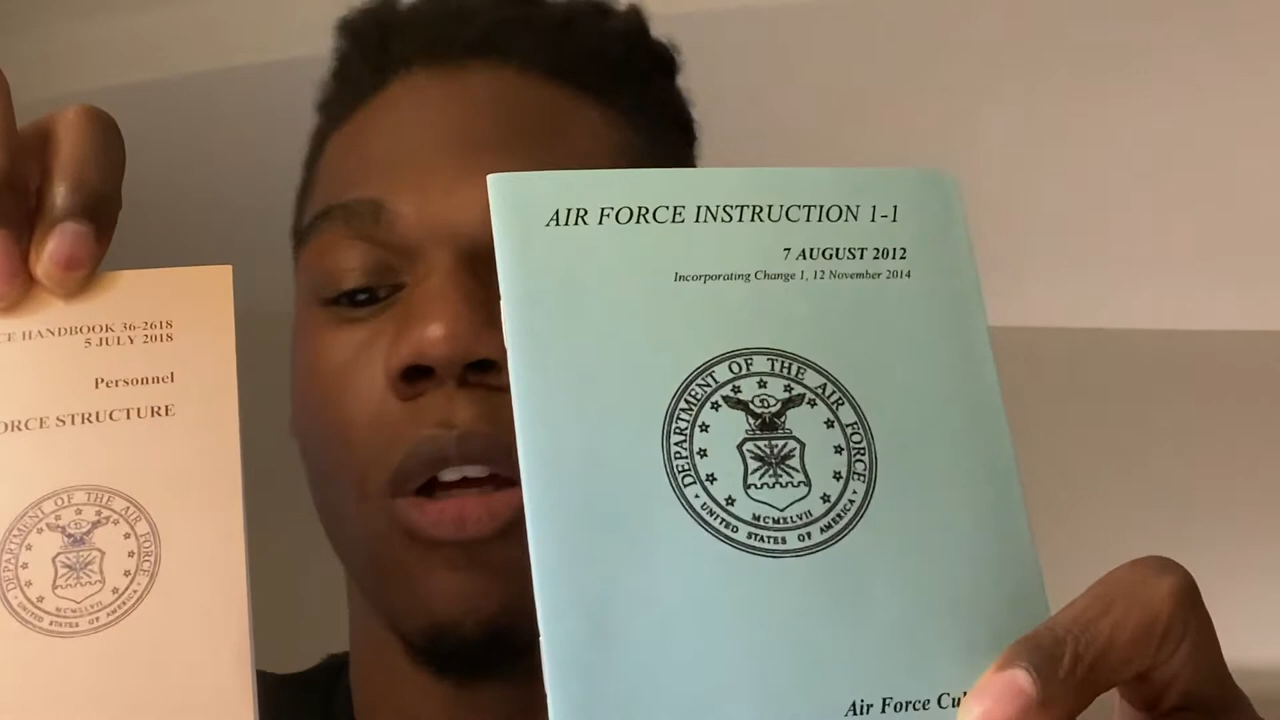 CE HANDBOOK 36-2618
5 JULY 2018
Personnel
ORCE STRUCTURE
DEPARTMENT OF THE AIR FORCE
MCMXLVII
UNITED STATES OF AMERICA
AIR FORCE INSTRUCTION 1-1
7 AUGUST 2012
Incorporating Change 1, 12 November 2014
DEPARTMENT OF THE AIR FORCE
MCMXLVII
UNITED STATES OF AMERICA
Air Force Cul